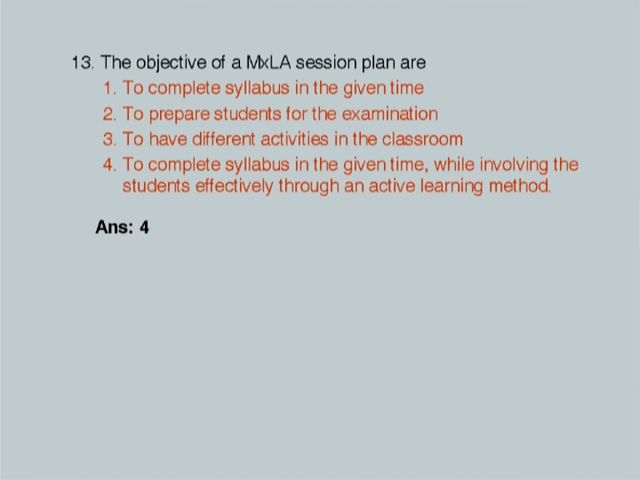 13. The objective of a MxLA session plan are
1. To complete syllabus in the given time
2. To prepare students for the examination
3. To have different activities in the classroom
4. To complete syllabus in the given time, while involving the
students effectively through an active learning method.
Ans: 4